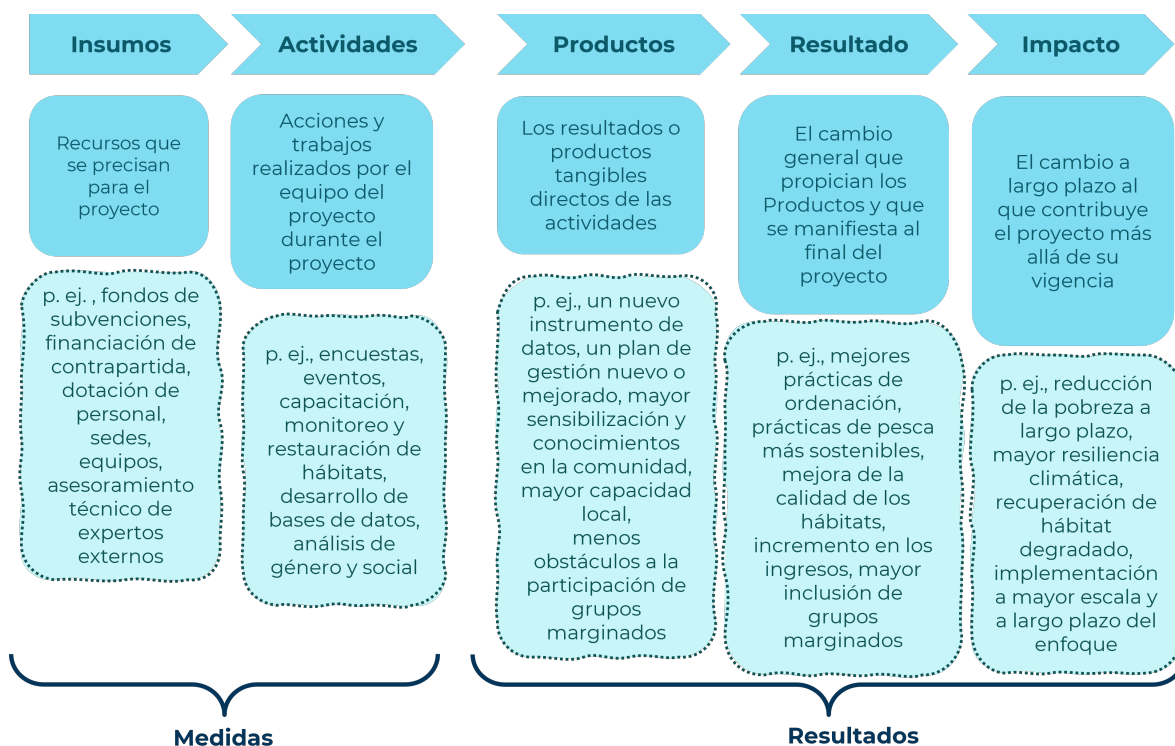 Insumos
Actividades
Productos
Resultado
Impacto
Recursos que
se precisan
para el
proyecto
Acciones y
trabajos
realizados por el
equipo del
proyecto
durante el
proyecto
Los resultados o
productos
tangibles
directos de las
actividades
El cambio
general que
propician los
Productos y que
se manifiesta al
final del
proyecto
El cambio a
largo plazo al
que contribuye
el proyecto más
allá de su
vigencia
p. ej. , fondos de
subvenciones,
financiación de
contrapartida,
dotación de
personal,
sedes,
equipos,
asesoramiento
técnico de
expertos
externos
p. ej., encuestas,
eventos,
capacitación,
monitoreo y
restauración de
hábitats,
desarrollo de
bases de datos,
análisis de
género y social
p. ej., un nuevo
instrumento de
datos, un plan de
gestión nuevo o
mejorado, mayor
sensibilización y
conocimientos
en la comunidad,
mayor capacidad
local,
menos
obstáculos a la
participación de
grupos
marginados
p. ej., mejores
prácticas de
ordenación,
prácticas de pesca
más sostenibles,
mejora de la
calidad de los
hábitats,
incremento en los
ingresos, mayor
inclusión de
grupos
marginados
p. ej., reducción
de la pobreza a
largo plazo,
mayor resiliencia
climática,
recuperación de
hábitat
degradado,
implementación
a mayor escala y
a largo plazo del
enfoque
Medidas
Resultados